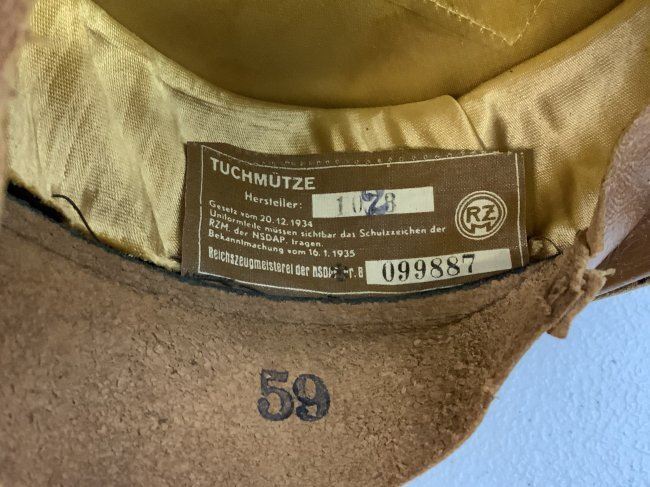 TUCHMÜTZE
Hersteller: 1023
Gesetz vom 20.12.1934
Uniformteile müssen sichtbar das Schutzzeichen der
RZM. der NSDAP. tragen.
Bekanntmachung vom 16.1.1935
Reichszeugmeisterei der B 099887
RZM
59